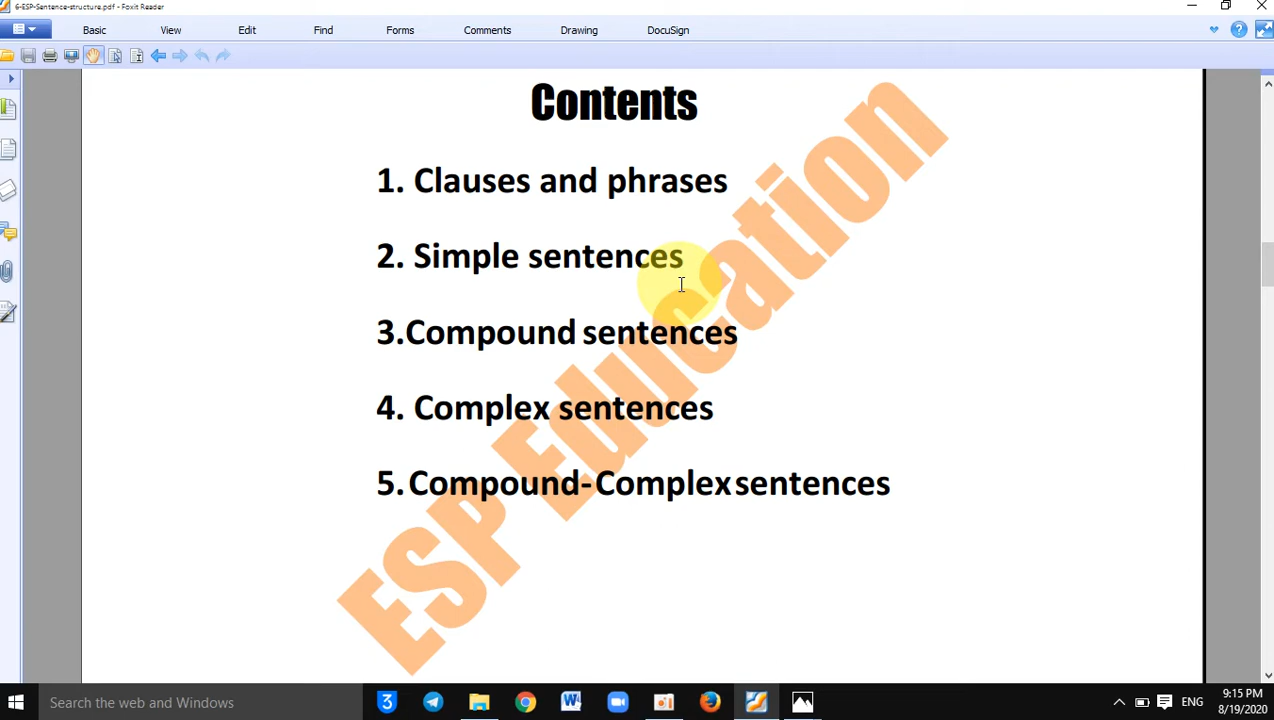 6-ESP-Sentence-structure.pdf - Foxit Reader
Basic View Edit Find Forms Comments Drawing DocuSign
Contents
1. Clauses and phrases
2. Simple sentences
3.Compound sentences
4. Complex sentences
5. Compound-Complex sentences
ESP Education
Search the web and Windows
ENG
9:15 PM
8/19/2020